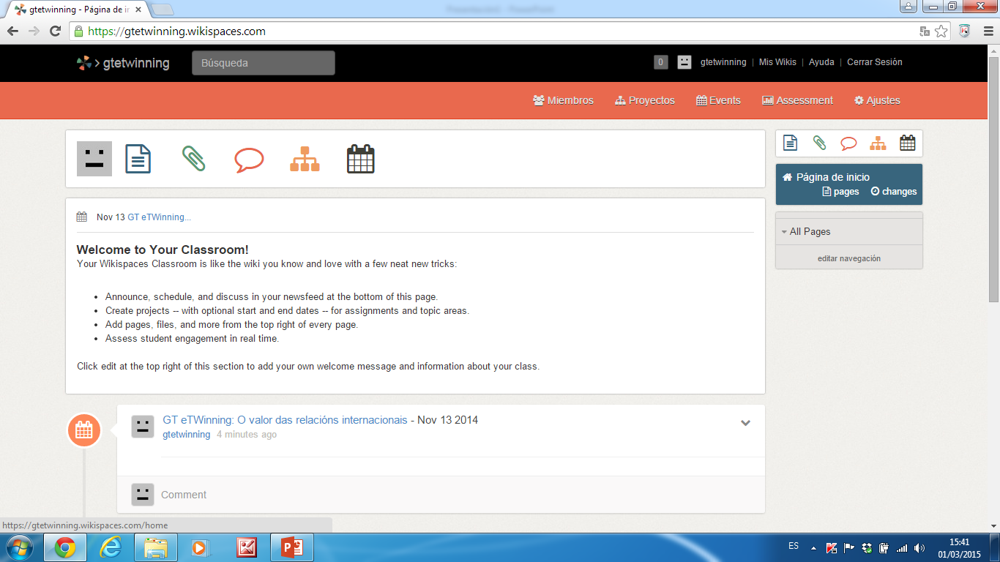 gtetwinning - Página de ir
https://gtetwinning.wikispaces.com
gtetwinning
Búsqueda
0
gtetwinning | Mis Wikis | Ayuda | Cerrar Sesión
Miembros
Proyectos
Events
Assessment
Ajustes
Nov 13 GT eTWinning...
Welcome to Your Classroom!
Your Wikispaces Classroom is like the wiki you know and love with a few neat new tricks:
Announce, schedule, and discuss in your newsfeed at the bottom of this page.
Create projects -- with optional start and end dates -- for assignments and topic areas.
Add pages, files, and more from the top right of every page.
Assess student engagement in real time.
Click edit at the top right of this section to add your own welcome message and information about your class.
Página de inicio
pages
changes
All Pages
editar navegación
GT eTWinning: O valor das relacións internacionais - Nov 13 2014
gtetwinning 4 minutes ago
Comment
https://gtetwinning.wikispaces.com/home
ES
15:41
01/03/2015